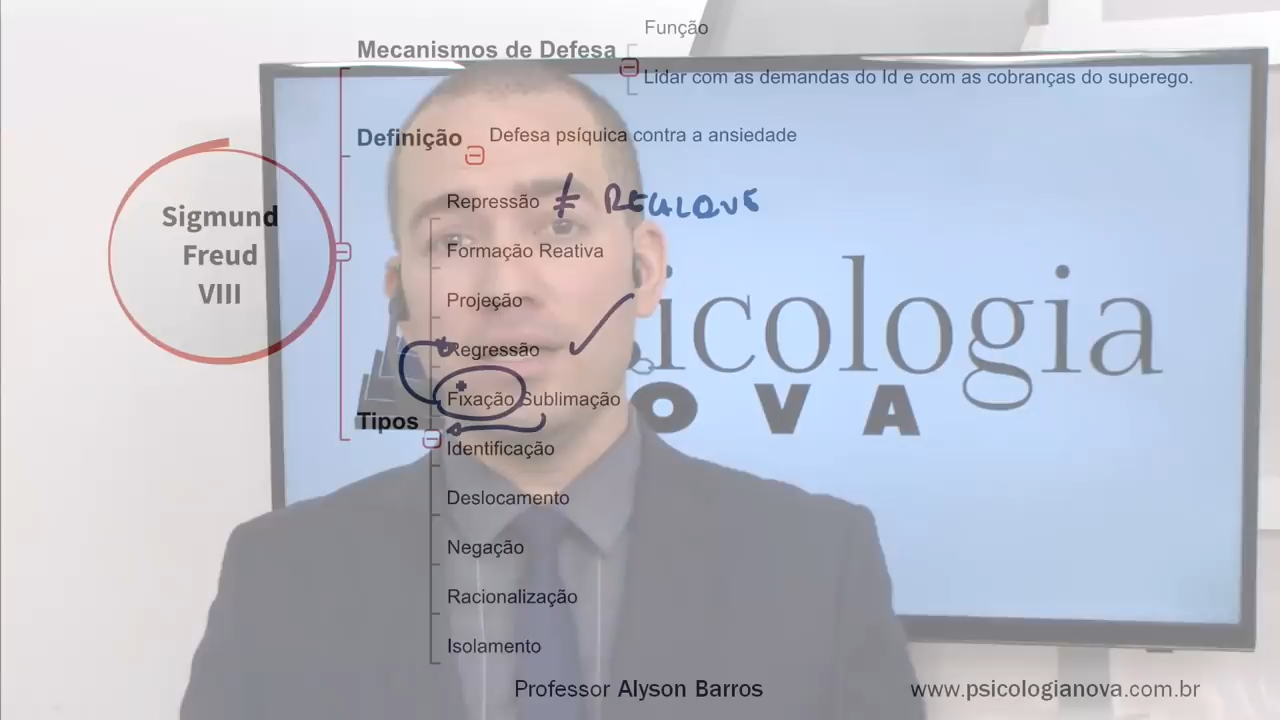 Função
Mecanismos de Defesa
Lidar com as demandas do Id e com as cobranças do superego.
Definição
Defesa psíquica contra a ansiedade
Repressão ≠ RECALQUE
Sigmund
Freud
VIII
Formação Reativa
Projeção
Regressão
Fixação Sublimação
Tipos
Identificação
Deslocamento
Negação
Racionalização
Isolamento
sicologia
OVA
Professor Alyson Barros
www.psicologianova.com.br